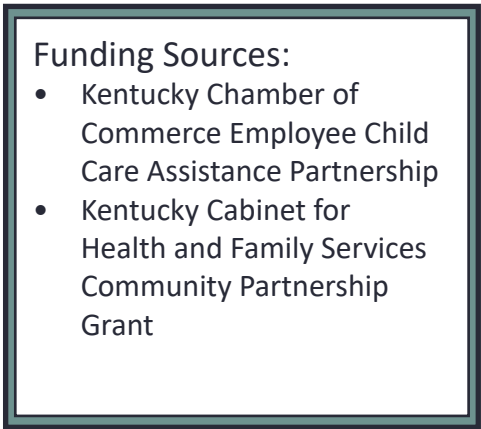 Funding Sources:
• Kentucky Chamber of
Commerce Employee Child
Care Assistance Partnership
• Kentucky Cabinet for
Health and Family Services
Community Partnership
Grant